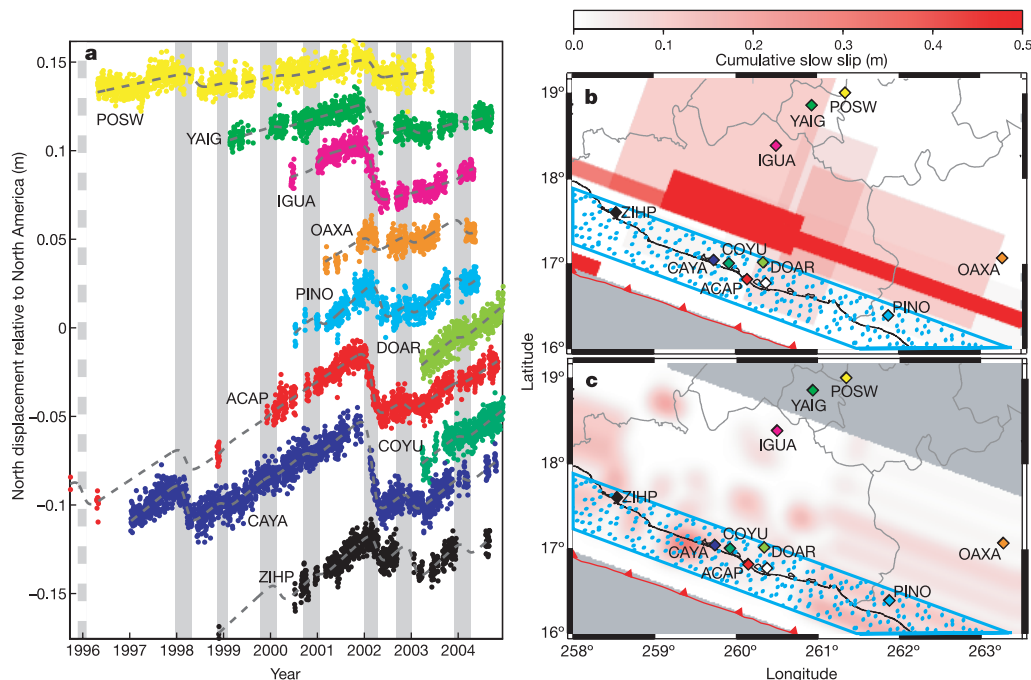 a
North displacement relative to North America (m)
0.15
0.1
0.05
0
−0.05
−0.1
−0.15
POSW
YAIG
IGUA
OAXA
PINO
DOAR
ACAP
COYU
CAYA
ZIHP
1996 1997 1998 1999 2000 2001 2002 2003 2004
Year
0.0 0.1 0.2 0.3 0.4 0.5
Cumulative slow slip (m)
b
19°
18°
17°
16°
POSW
YAIG
IGUA
ZIHP
COYU
CAYA
DOAR
ACAP
OAXA
PINO
Latitude
c
19°
18°
17°
16°
POSW
YAIG
IGUA
ZIHP
COYU
CAYA
DOAR
ACAP
OAXA
PINO
258° 259° 260° 261° 262° 263°
Longitude